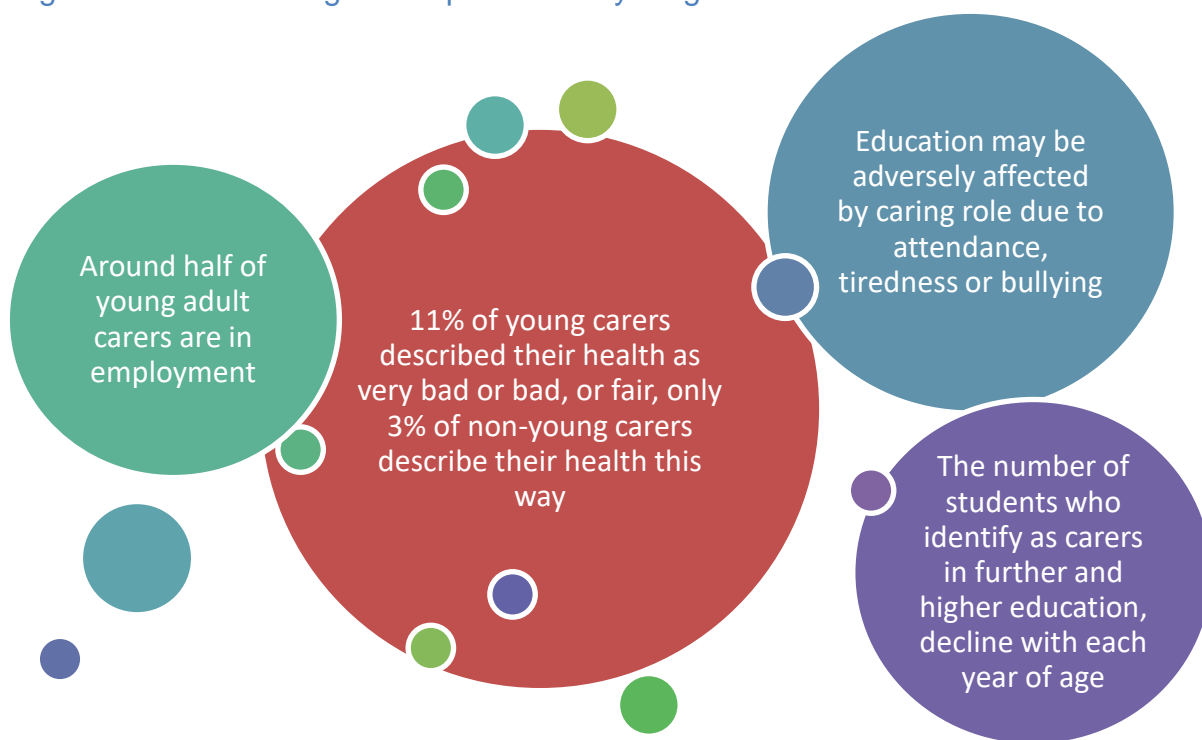 Around half of
young adult
carers are in
employment
11% of young carers
described their health as
very bad or bad, or fair, only
3% of non-young carers
describe their health this
way
Education may be
adversely affected
by caring role due to
attendance,
tiredness or bullying
The number of
students who
identify as carers
in further and
higher education,
decline with each
year of age